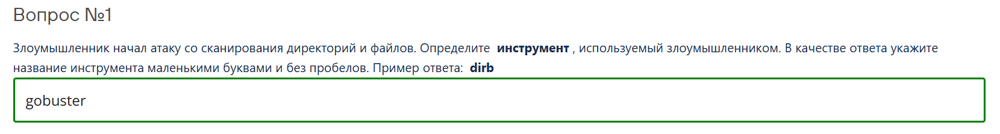 Вопрос №1
Злоумышленник начал атаку со сканирования директорий и файлов. Определите инструмент , используемый злоумышленником. В качестве ответа укажите
название инструмента маленькими буквами и без пробелов. Пример ответа: dirb
gobuster